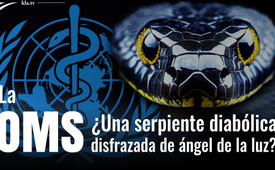 kla.tv
La
OMS
¿Una serpiente diabólica
disfrazada de ángel de la luz?